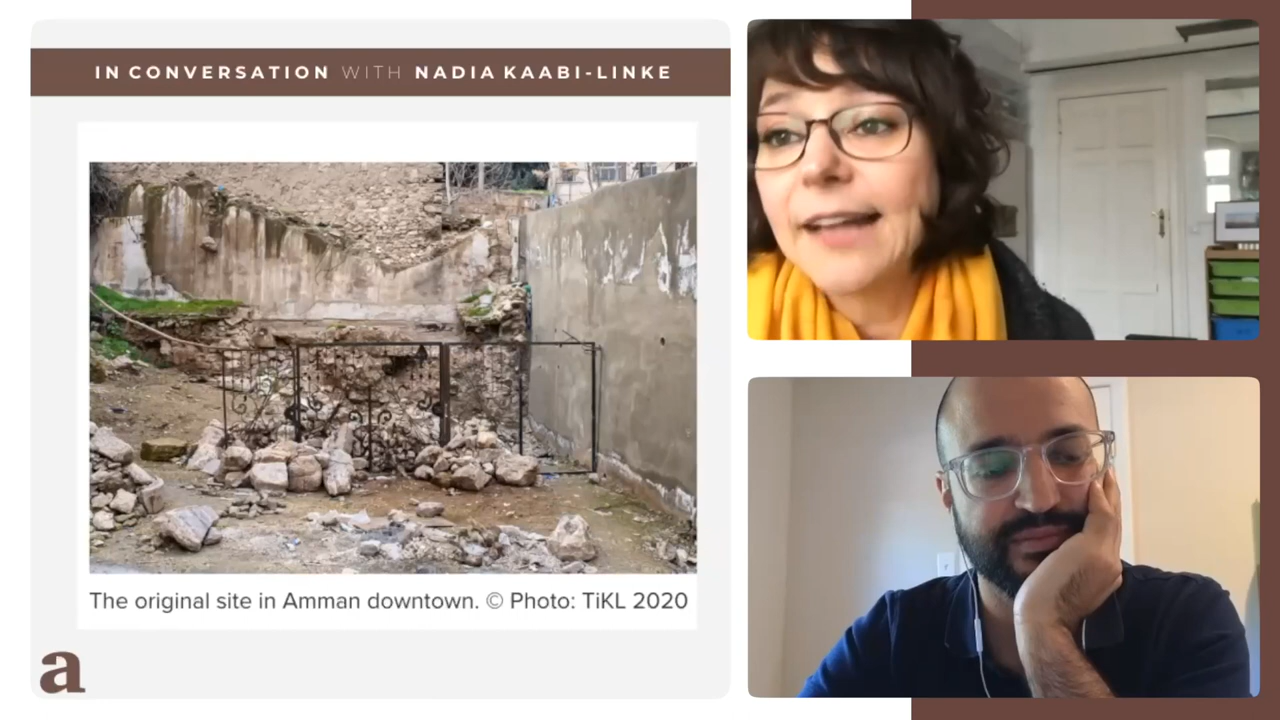 IN CONVERSATION WITH NADIA KAABI-LINKE
The original site in Amman downtown. © Photo: TiKL 2020
a